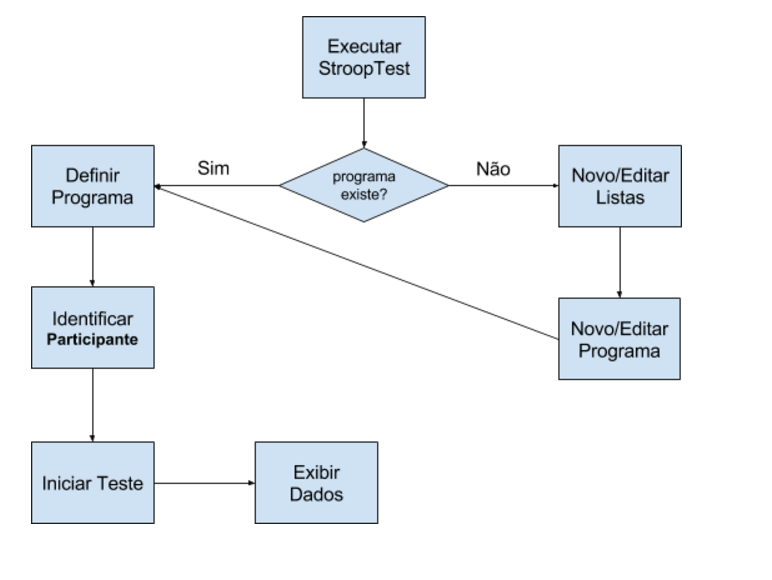 Executar
StroopTest
Definir
Programa
Sim
programa
existe?
Não
Novo/Editar
Listas
Identificar
Participante
Novo/Editar
Programa
Iniciar Teste
Exibir
Dados